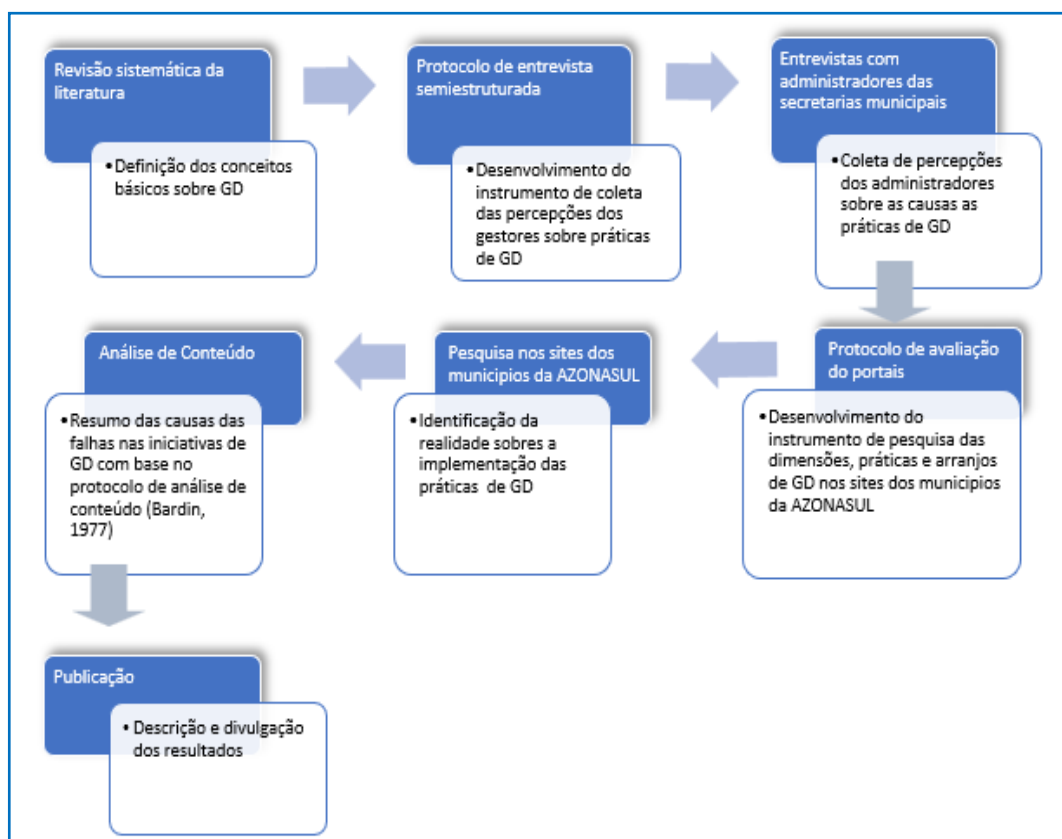 Revisão sistemática da
literatura
•Definição dos conceitos
básicos sobre GD
Protocolo de entrevista
semiestruturada
•Desenvolvimento do
instrumento de coleta
das percepções dos
gestores sobre práticas
de GD
Entrevistas com
administradores das
secretarias municipais
•Coleta de percepções
dos administradores
sobre as causas as
práticas de GD
Protocolo de avaliação
do portais
•Desenvolvimento do
instrumento de pesquisa das
dimensões, práticas e arranjos
de GD nos sites dos municipios
da AZONASUL
Pesquisa nos sites dos
municipios da AZONASUL
•Identificação da
realidade sobres a
implementação das
práticas de GD
Análise de Conteúdo
•Resumo das causas das
falhas nas iniciativas de
GD com base no
protocolo de análise de
conteúdo (Bardin,
1977)
Publicação
•Descrição e divulgação
dos resultados